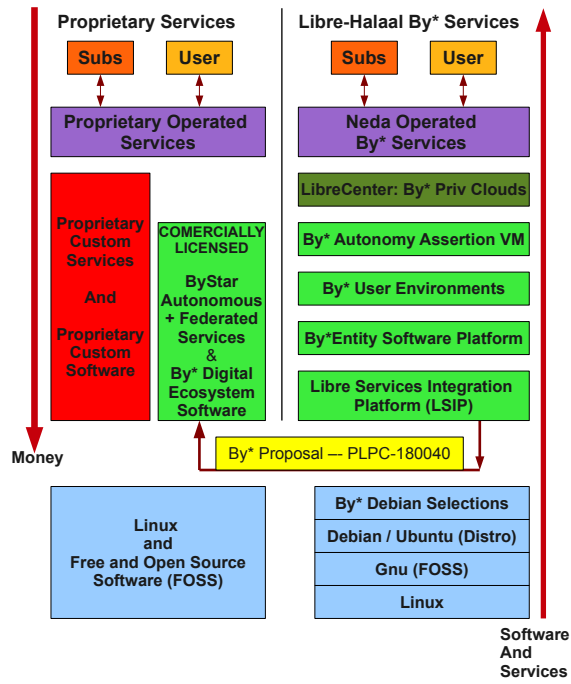 Proprietary Services
Subs
User
Proprietary Operated
Services
Proprietary
Custom
Services
And
Proprietary
Custom
Software
COMERCIALLY
LICENSED
ByStar
Autonomous
+ Federated
Services
&
By* Digital
Ecosystem
Software
Money
Libre-Halaal By* Services
Subs
User
Neda Operated
By* Services
LibreCenter: By* Priv Clouds
By* Autonomy Assertion VM
By* User Environments
By*Entity Software Platform
Libre Services Integration
Platform (LSIP)
By* Proposal –- PLPC-180040
Linux
and
Free and Open Source
Software (FOSS)
By* Debian Selections
Debian / Ubuntu (Distro)
Gnu (FOSS)
Linux
Software
And
Services